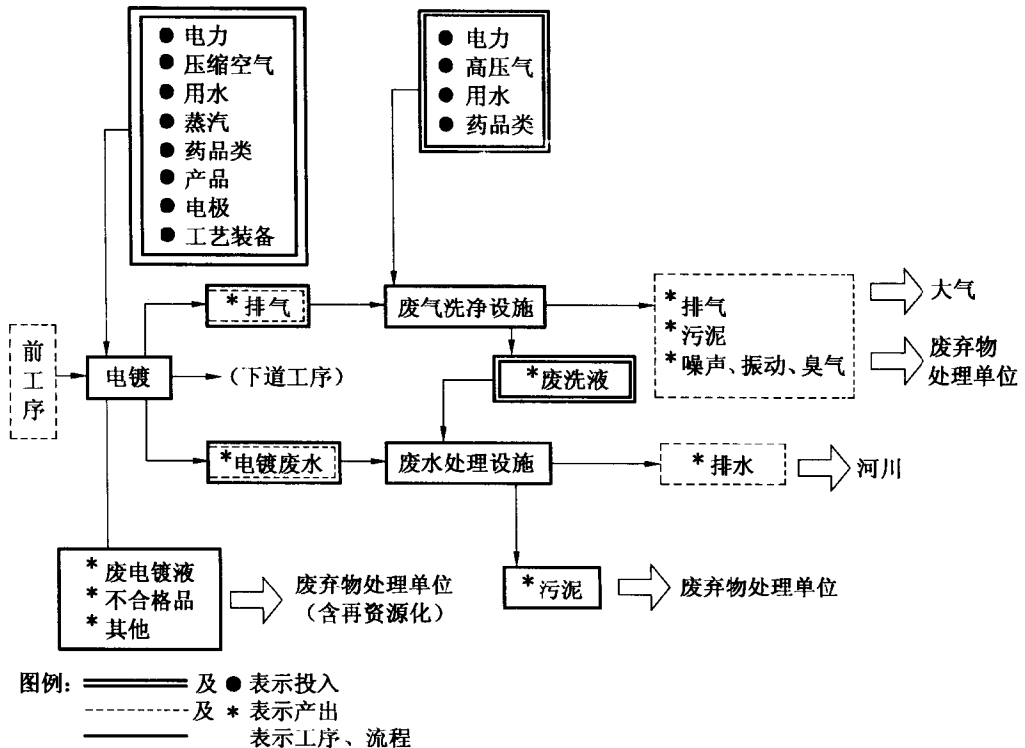 ● 电力
● 压缩空气
● 用水
● 蒸汽
● 药品类
● 产品
● 电极
● 工艺装备
● 电力
● 高压气
● 用水
● 药品类
前工序
电镀
(下道工序)
* 排气
废气洗净设施
* 排气
* 污泥
* 噪声、振动、臭气
大气
废弃物
处理单位
* 废洗液
* 电镀废水
废水处理设施
* 排水
河川
* 废电镀液
* 不合格品
* 其他
废弃物处理单位
(含再资源化)
* 污泥
废弃物处理单位
图例:
及 ● 表示投入
及 * 表示产出
表示工序、流程